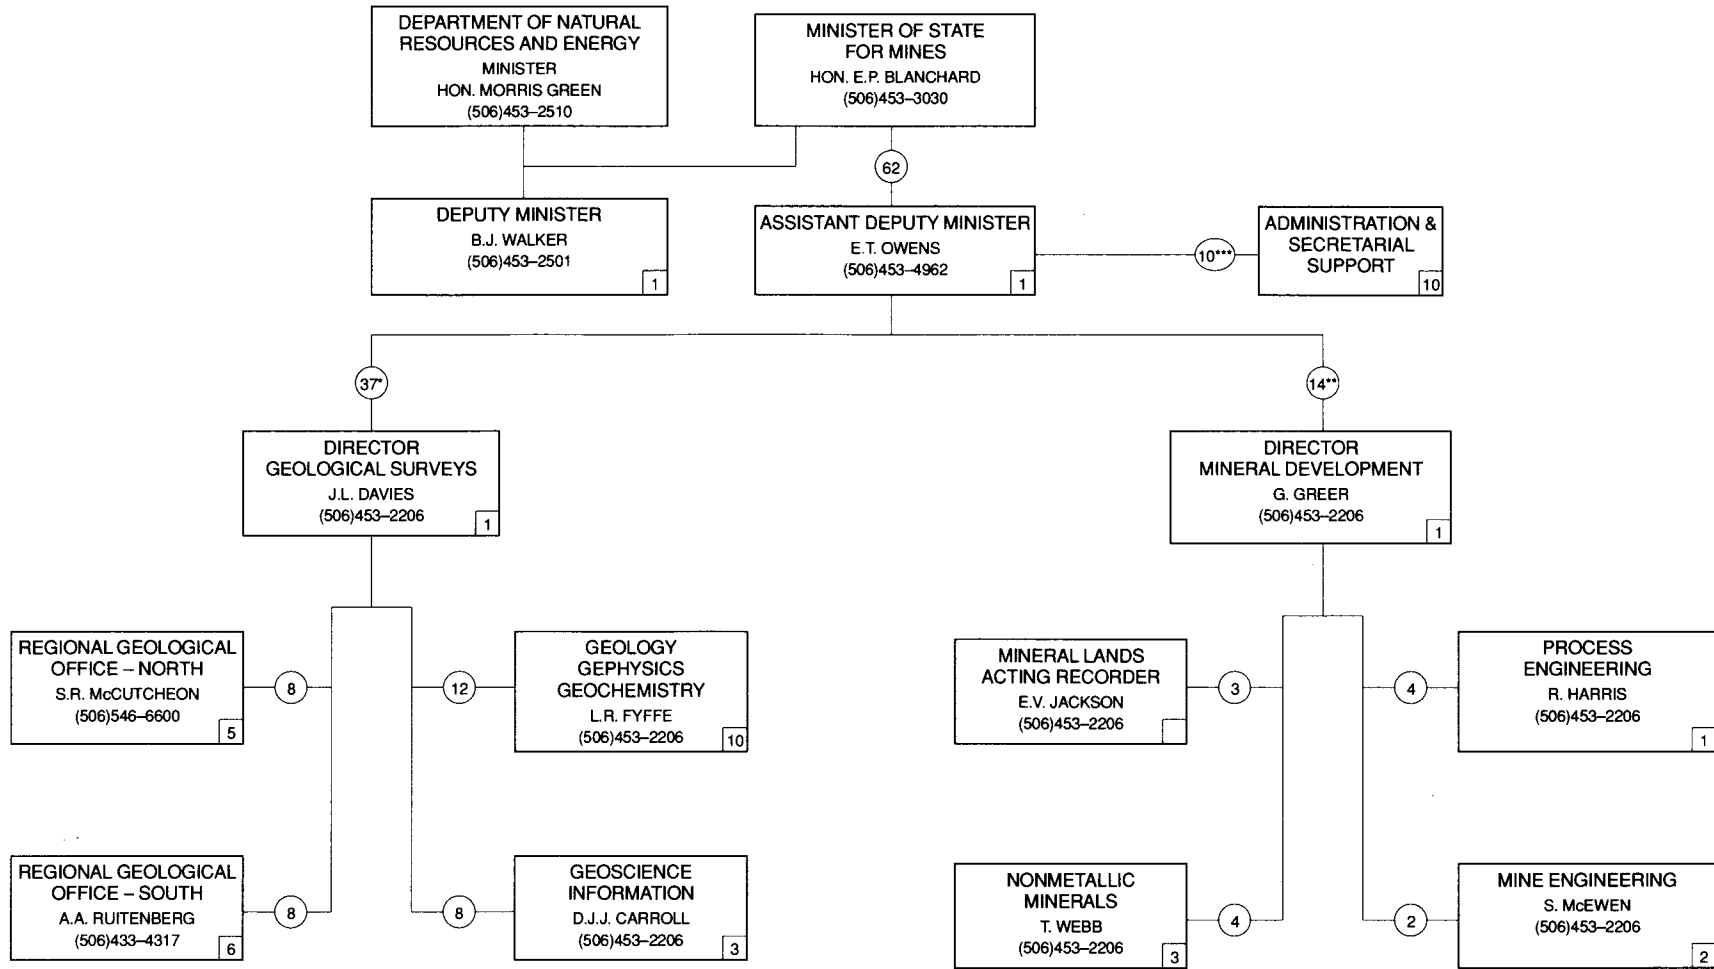 DEPARTMENT OF NATURAL
RESOURCES AND ENERGY
MINISTER
HON. MORRIS GREEN
(506)453–2510
MINISTER OF STATE
FOR MINES
HON. E.P. BLANCHARD
(506)453–3030
62
DEPUTY MINISTER
B.J. WALKER
(506)453–2501
1
ASSISTANT DEPUTY MINISTER
E.T. OWENS
(506)453–4962
1
10***
ADMINISTRATION &
SECRETARIAL
SUPPORT
10
37*
14**
DIRECTOR
GEOLOGICAL SURVEYS
J.L. DAVIES
(506)453–2206
1
DIRECTOR
MINERAL DEVELOPMENT
G. GREER
(506)453–2206
1
REGIONAL GEOLOGICAL
OFFICE – NORTH
S.R. McCUTCHEON
(506)546–6600
5
8
12
GEOLOGY
GEPHYSICS
GEOCHEMISTRY
L.R. FYFFE
(506)453–2206
10
MINERAL LANDS
ACTING RECORDER
E.V. JACKSON
(506)453–2206
3
4
PROCESS
ENGINEERING
R. HARRIS
(506)453–2206
1
REGIONAL GEOLOGICAL
OFFICE – SOUTH
A.A. RUITENBERG
(506)433–4317
6
8
8
GEOSCIENCE
INFORMATION
D.J.J. CARROLL
(506)453–2206
3
NONMETALLIC
MINERALS
T. WEBB
(506)453–2206
3
4
2
MINE ENGINEERING
S. McEWEN
(506)453–2206
2